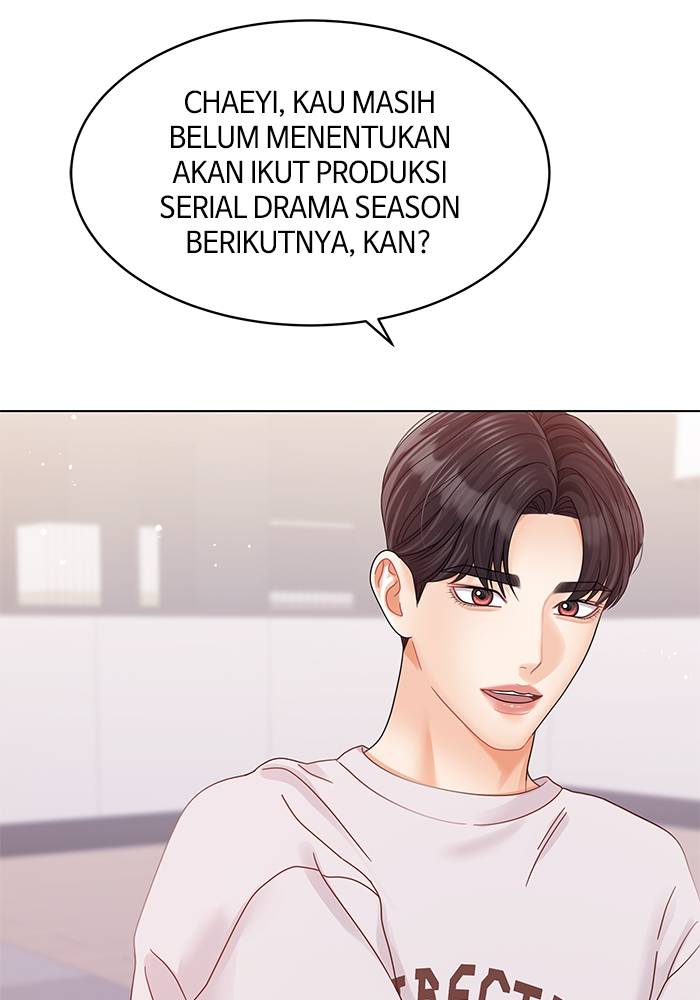 CHAEYI, KAU MASIH
BELUM MENENTUKAN
AKAN IKUT PRODUKSI
SERIAL DRAMA SEASON
BERIKUTNYA, KAN?